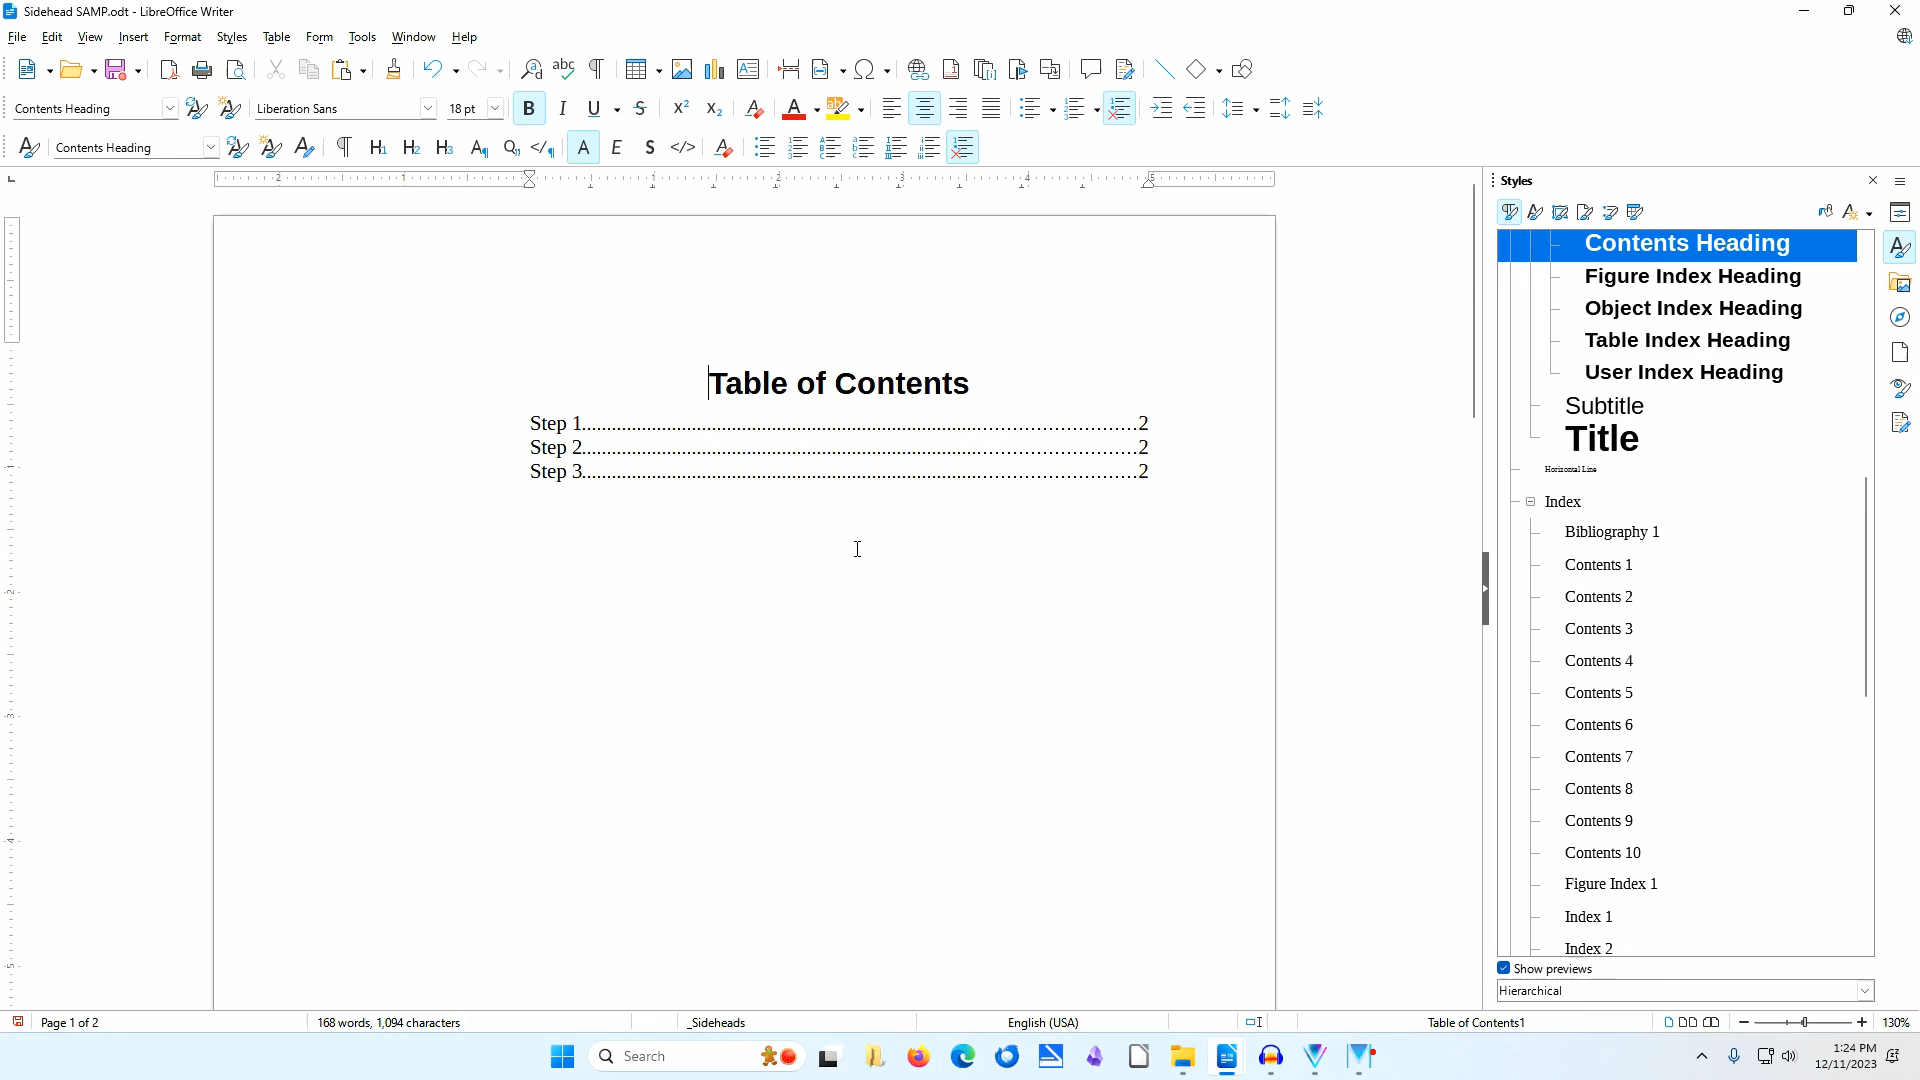 Sidehead SAMP.odt - LibreOffice Writer
File Edit View Insert Format Styles Table Form Tools Window Help
Contents Heading Liberation Sans 18 pt
Contents Heading
Styles
Contents Heading
Figure Index Heading
Object Index Heading
Table Index Heading
User Index Heading
Subtitle
Title
Horizontal Line
Index
Bibliography 1
Contents 1
Contents 2
Contents 3
Contents 4
Contents 5
Contents 6
Contents 7
Contents 8
Contents 9
Contents 10
Figure Index 1
Index 1
Index 2
Show previews
Hierarchical
Table of Contents
Step 1..........................................................................................................2
Step 2..........................................................................................................2
Step 3..........................................................................................................2
Page 1 of 2 168 words, 1,094 characters _Sideheads English (USA) Table of Contents1 130%
Search
1:24 PM
12/11/2023